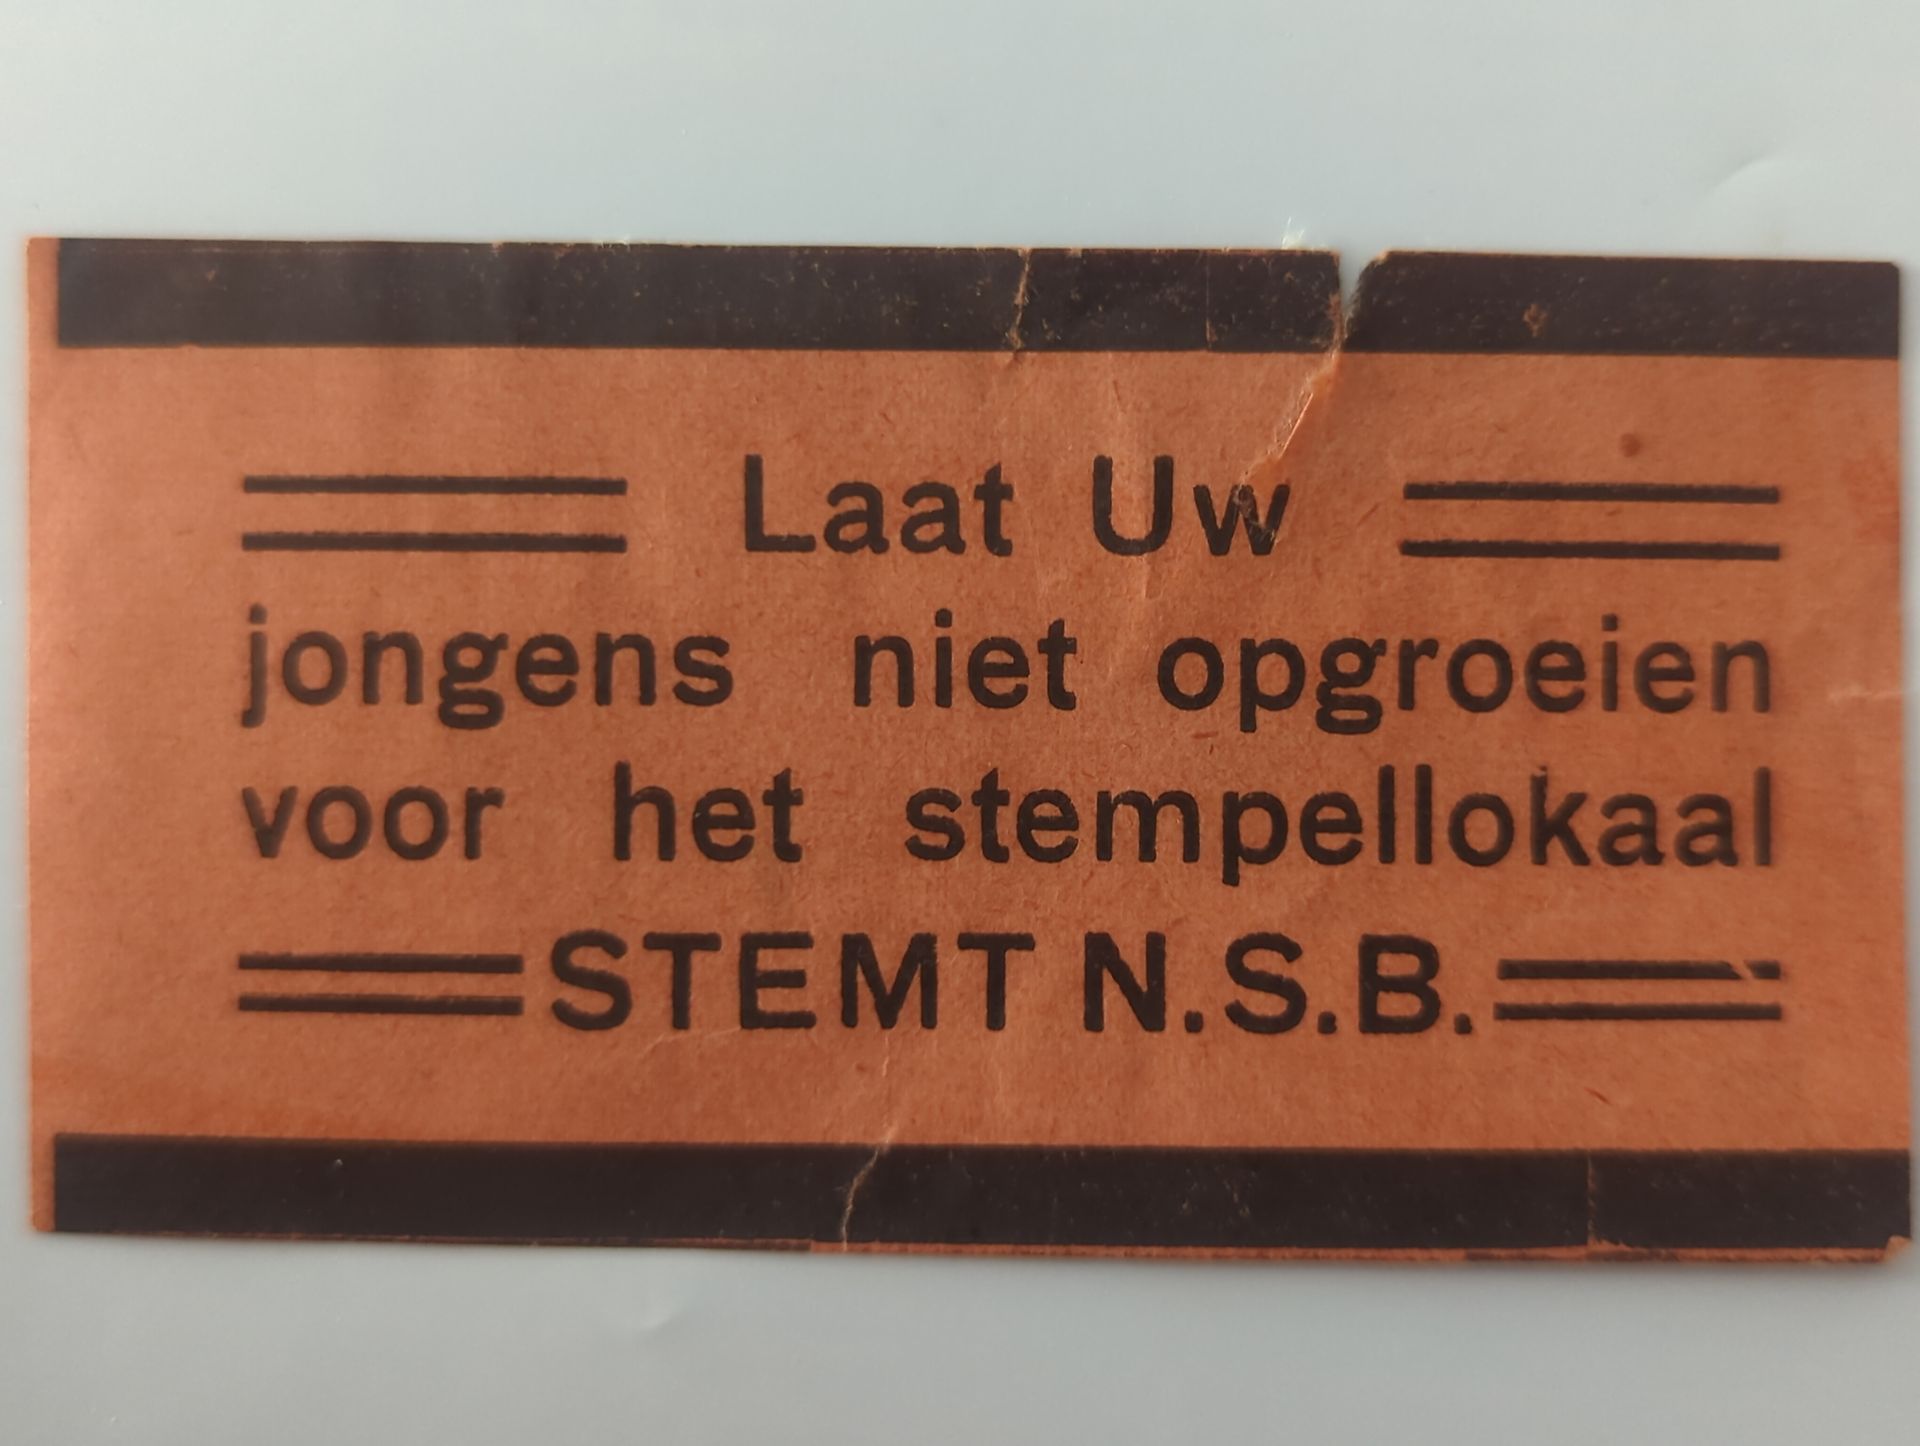 Laat Uw
jongens niet opgroeien
voor het stempellokaal
STEMT N.S.B.